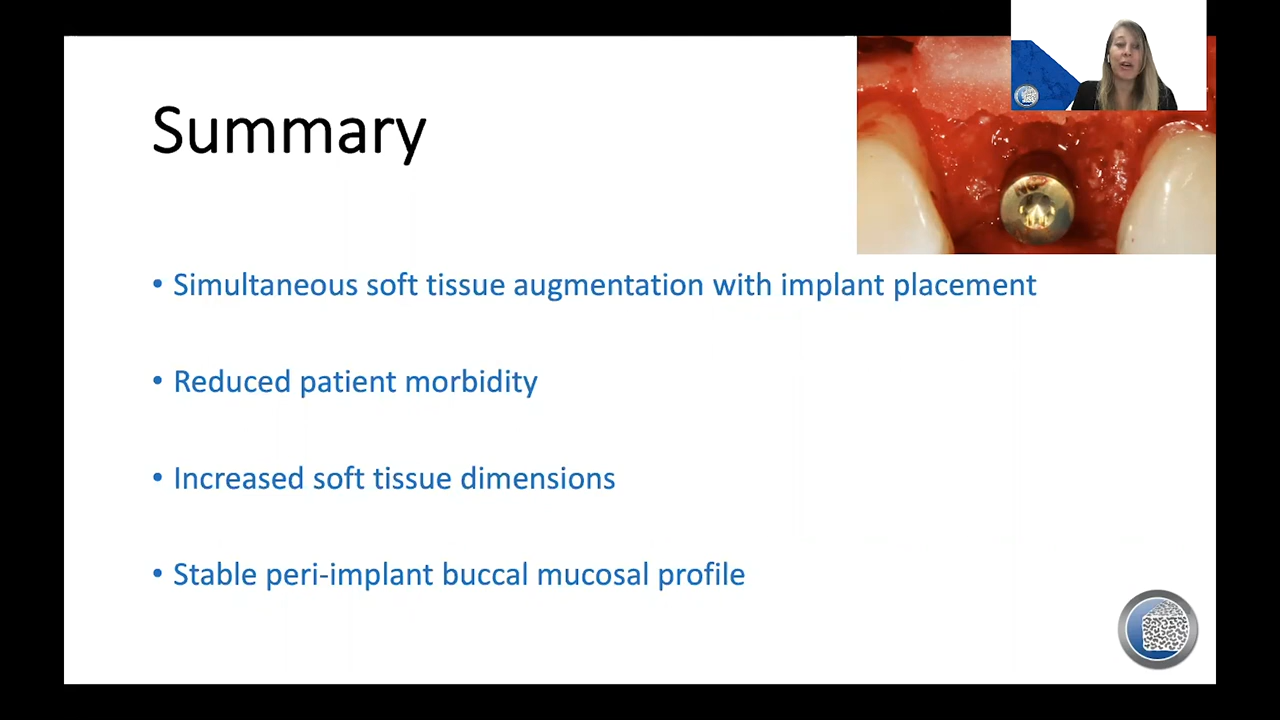 Summary
• Simultaneous soft tissue augmentation with implant placement
• Reduced patient morbidity
• Increased soft tissue dimensions
• Stable peri-implant buccal mucosal profile